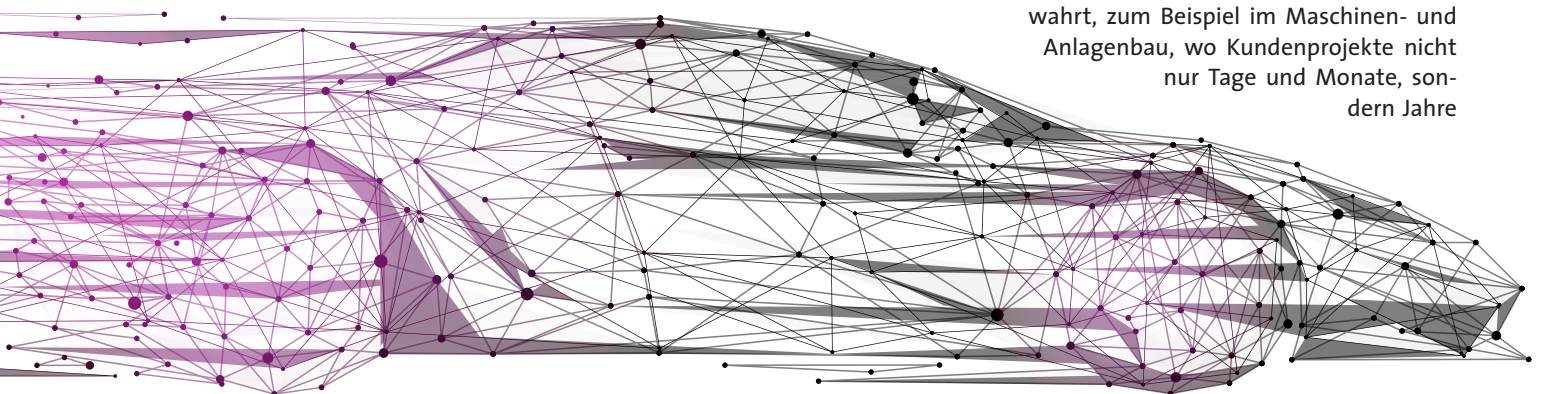 wahrt, zum Beispiel im Maschinen- und
Anlagenbau, wo Kundenprojekte nicht
nur Tage und Monate, son-
dern Jahre